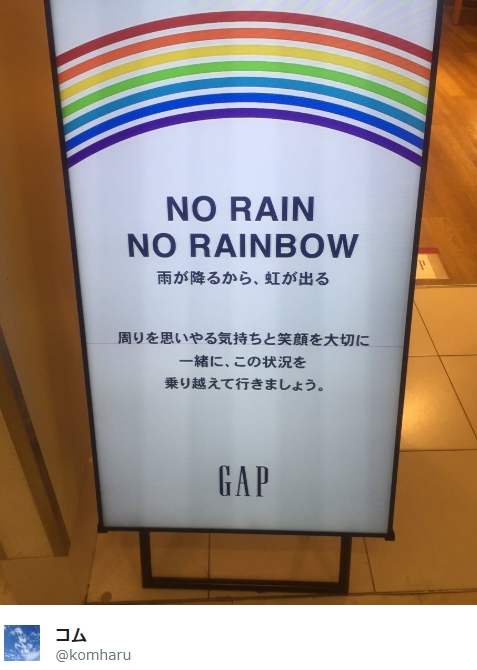 NO RAIN
NO RAINBOW
雨が降るから、虹が出る
周りを思いやる気持ちと笑顔を大切に
一緒に、この状況を
乗り越えて行きましょう。
GAP
コム
@komharu